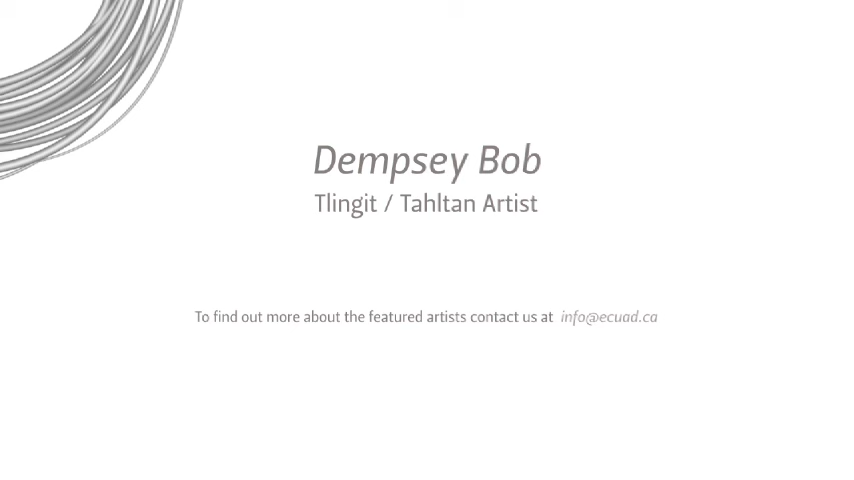 Dempsey Bob
Tlingit / Tahltan Artist
To find out more about the featured artists contact us at info@ecuad.ca